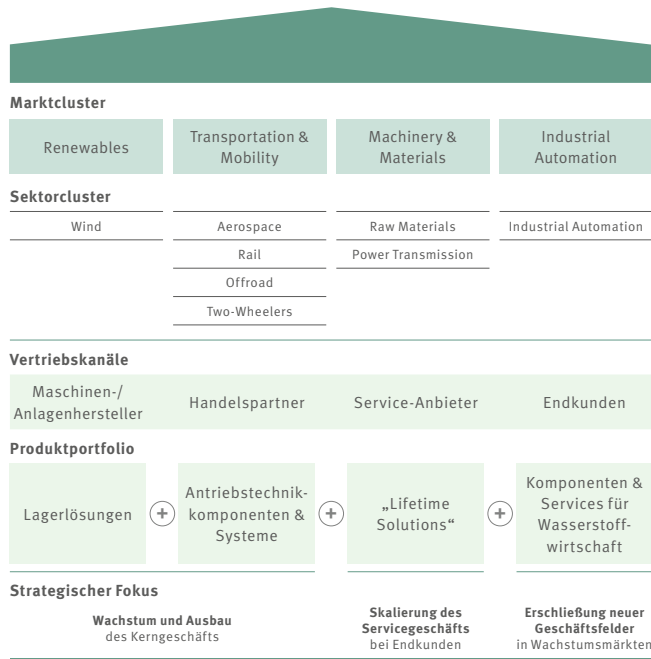 Marktcluster
Renewables
Transportation &
Mobility
Machinery &
Materials
Industrial
Automation
Sektorcluster
Wind
Aerospace
Raw Materials
Industrial Automation
Rail
Power Transmission
Offroad
Two-Wheelers
Vertriebskanäle
Maschinen-/
Anlagenhersteller
Handelspartner
Service-Anbieter
Endkunden
Produktportfolio
Lagerlösungen
+
Antriebstechnik-
komponenten &
Systeme
+
„Lifetime
Solutions“
+
Komponenten &
Services für
Wasserstoff-
wirtschaft
Strategischer Fokus
Wachstum und Ausbau
des Kerngeschäfts
Skalierung des
Servicegeschäfts
bei Endkunden
Erschließung neuer
Geschäftsfelder
in Wachstumsmärkten